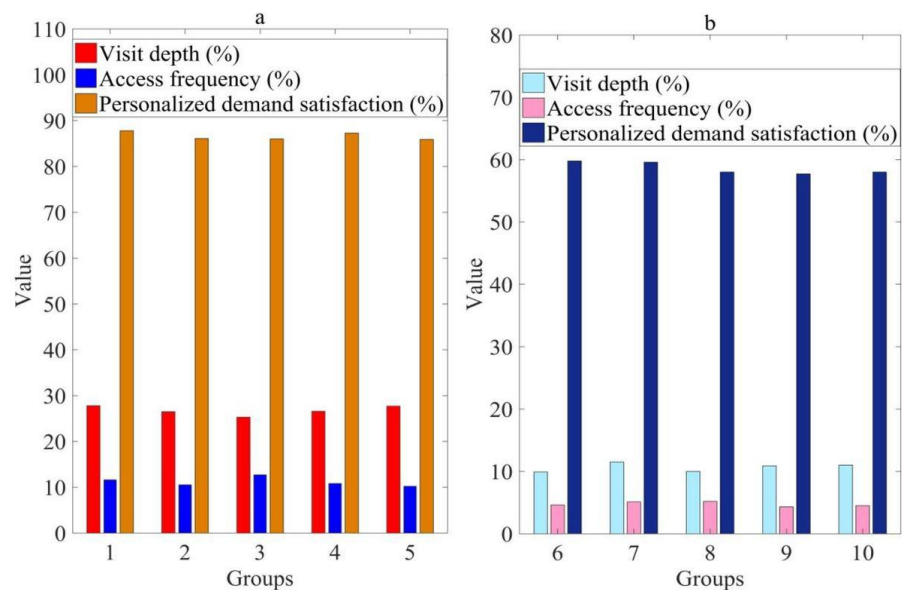 a
110
100
90
80
70
60
50
40
30
20
10
0
Value
Visit depth (%)
Access frequency (%)
Personalized demand satisfaction (%)
1 2 3 4 5
Groups
b
80
70
60
50
40
30
20
10
0
Value
Visit depth (%)
Access frequency (%)
Personalized demand satisfaction (%)
6 7 8 9 10
Groups